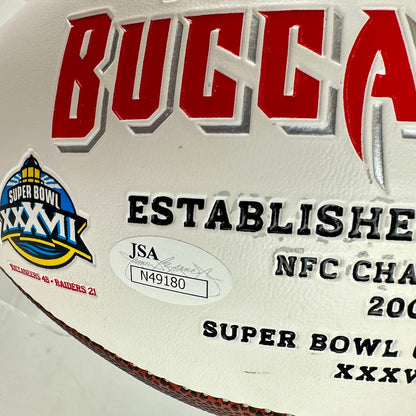 BUCCA
SUPER BOWL
XXXVII
BUCCANEERS 48 • RAIDERS 21
JSA
N49180
ESTABLISHE
NFC CHA
200
SUPER BOWL
XXXV